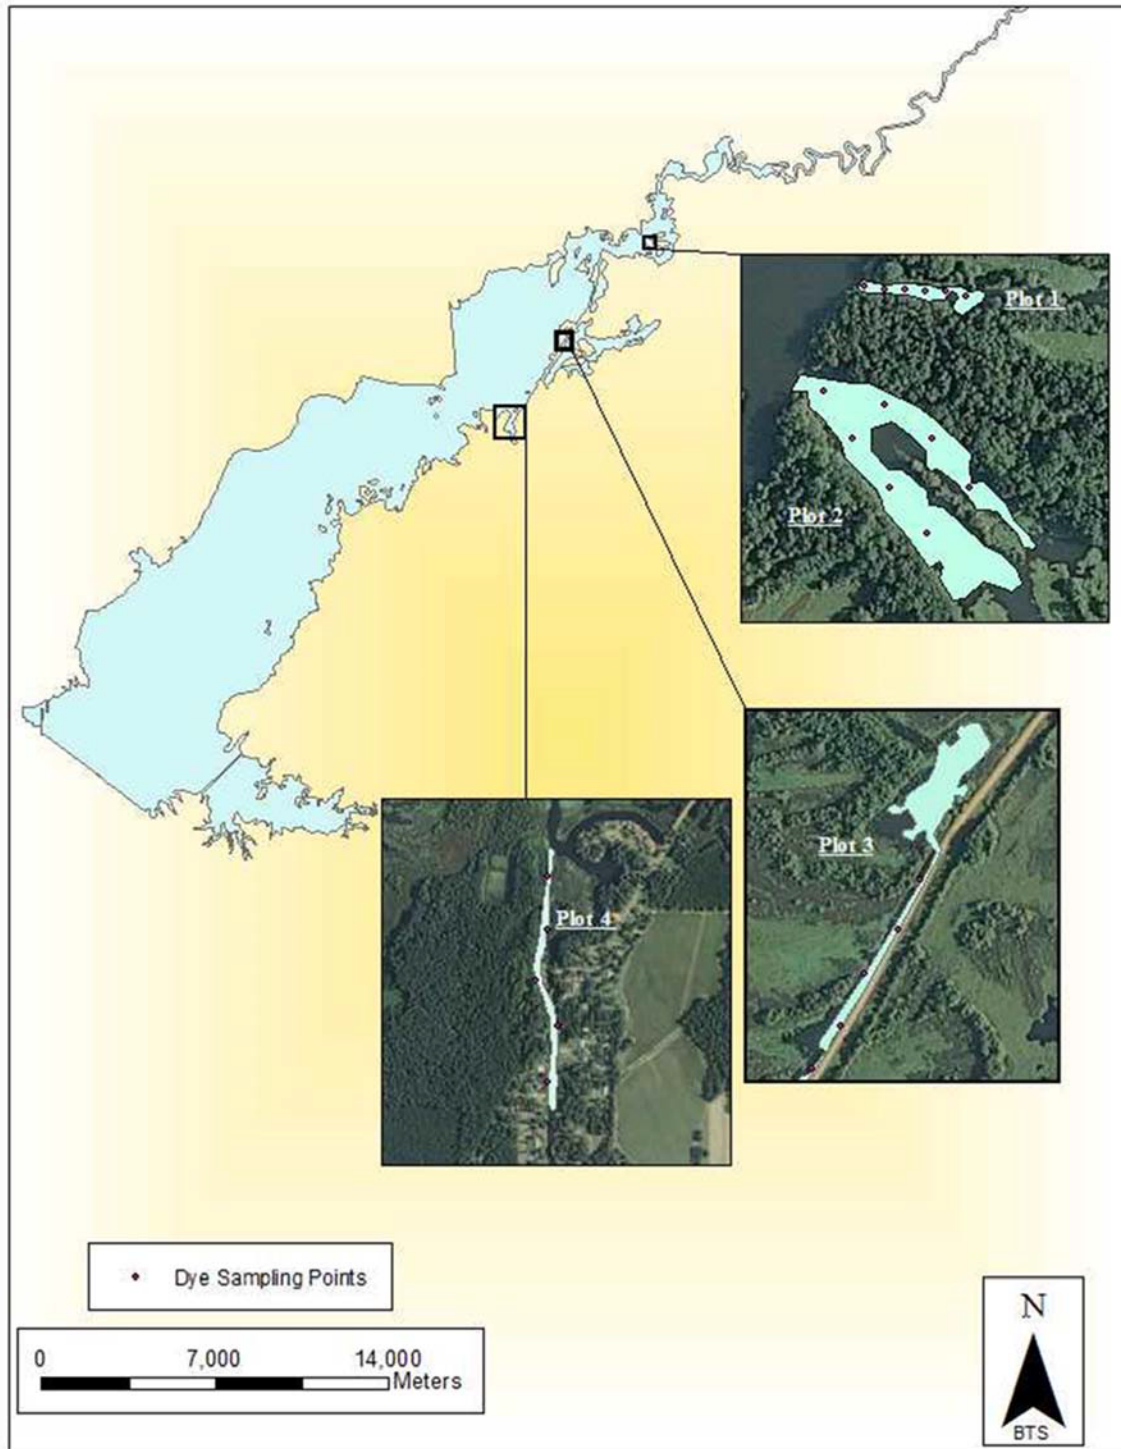 Plot 1
Plot 2
Plot 3
Plot 4
Dye Sampling Points
0 7,000 14,000
Meters
N
BTS